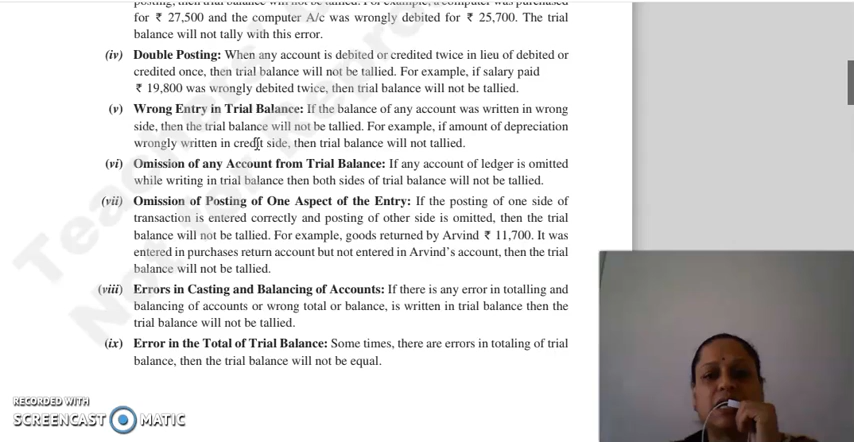 posting, then trial balance will not be tallied. For example, a computer was purchased
for ₹ 27,500 and the computer A/c was wrongly debited for ₹ 25,700. The trial
balance will not tally with this error.
(iv) Double Posting: When any account is debited or credited twice in lieu of debited or
credited once, then trial balance will not be tallied. For example, if salary paid
₹ 19,800 was wrongly debited twice, then trial balance will not be tallied.
(v) Wrong Entry in Trial Balance: If the balance of any account was written in wrong
side, then the trial balance will not be tallied. For example, if amount of depreciation
wrongly written in credit side, then trial balance will not tallied.
(vi) Omission of any Account from Trial Balance: If any account of ledger is omitted
while writing in trial balance then both sides of trial balance will not be tallied.
(vii) Omission of Posting of One Aspect of the Entry: If the posting of one side of
transaction is entered correctly and posting of other side is omitted, then the trial
balance will not be tallied. For example, goods returned by Arvind ₹ 11,700. It was
entered in purchases return account but not entered in Arvind's account, then the trial
balance will not be tallied.
(viii) Errors in Casting and Balancing of Accounts: If there is any error in totalling and
balancing of accounts or wrong total or balance, is written in trial balance then the
trial balance will not be tallied.
(ix) Error in the Total of Trial Balance: Some times, there are errors in totaling of trial
balance, then the trial balance will not be equal.
RECORDED WITH
SCREENCAST MATIC